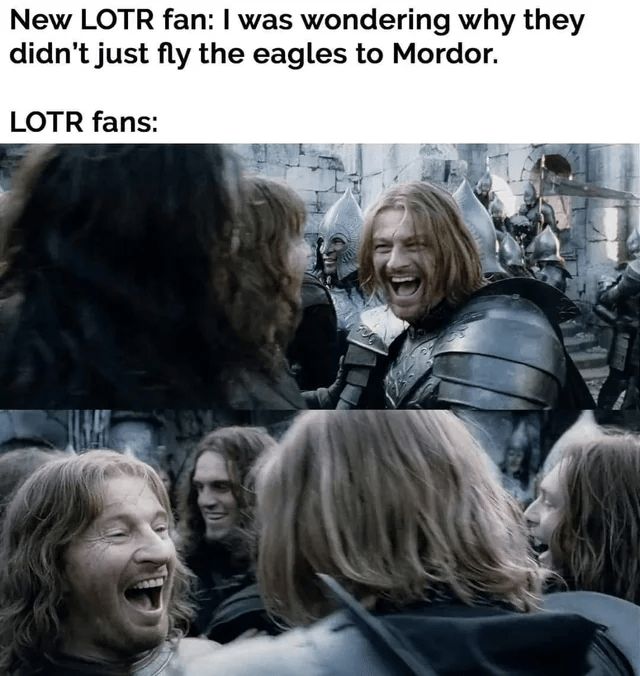 New LOTR fan: I was wondering why they
didn't just fly the eagles to Mordor.
LOTR fans: